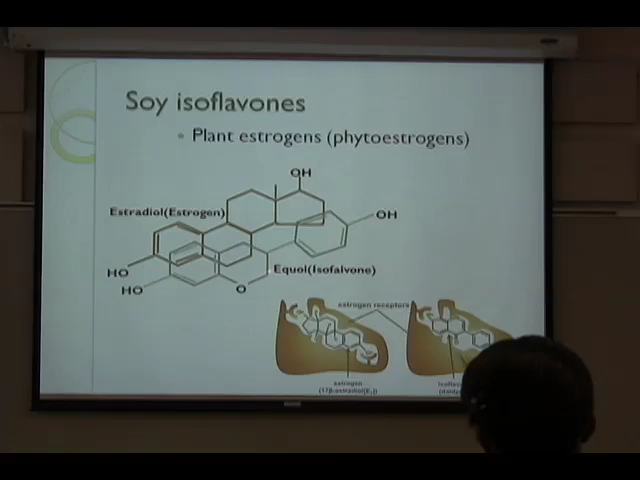 Soy isoflavones
Plant estrogens (phytoestrogens)
OH
Estradiol(Estrogen)
OH
HO
Equol(Isofalvone)
HO
O
estrogen receptors
estrogen